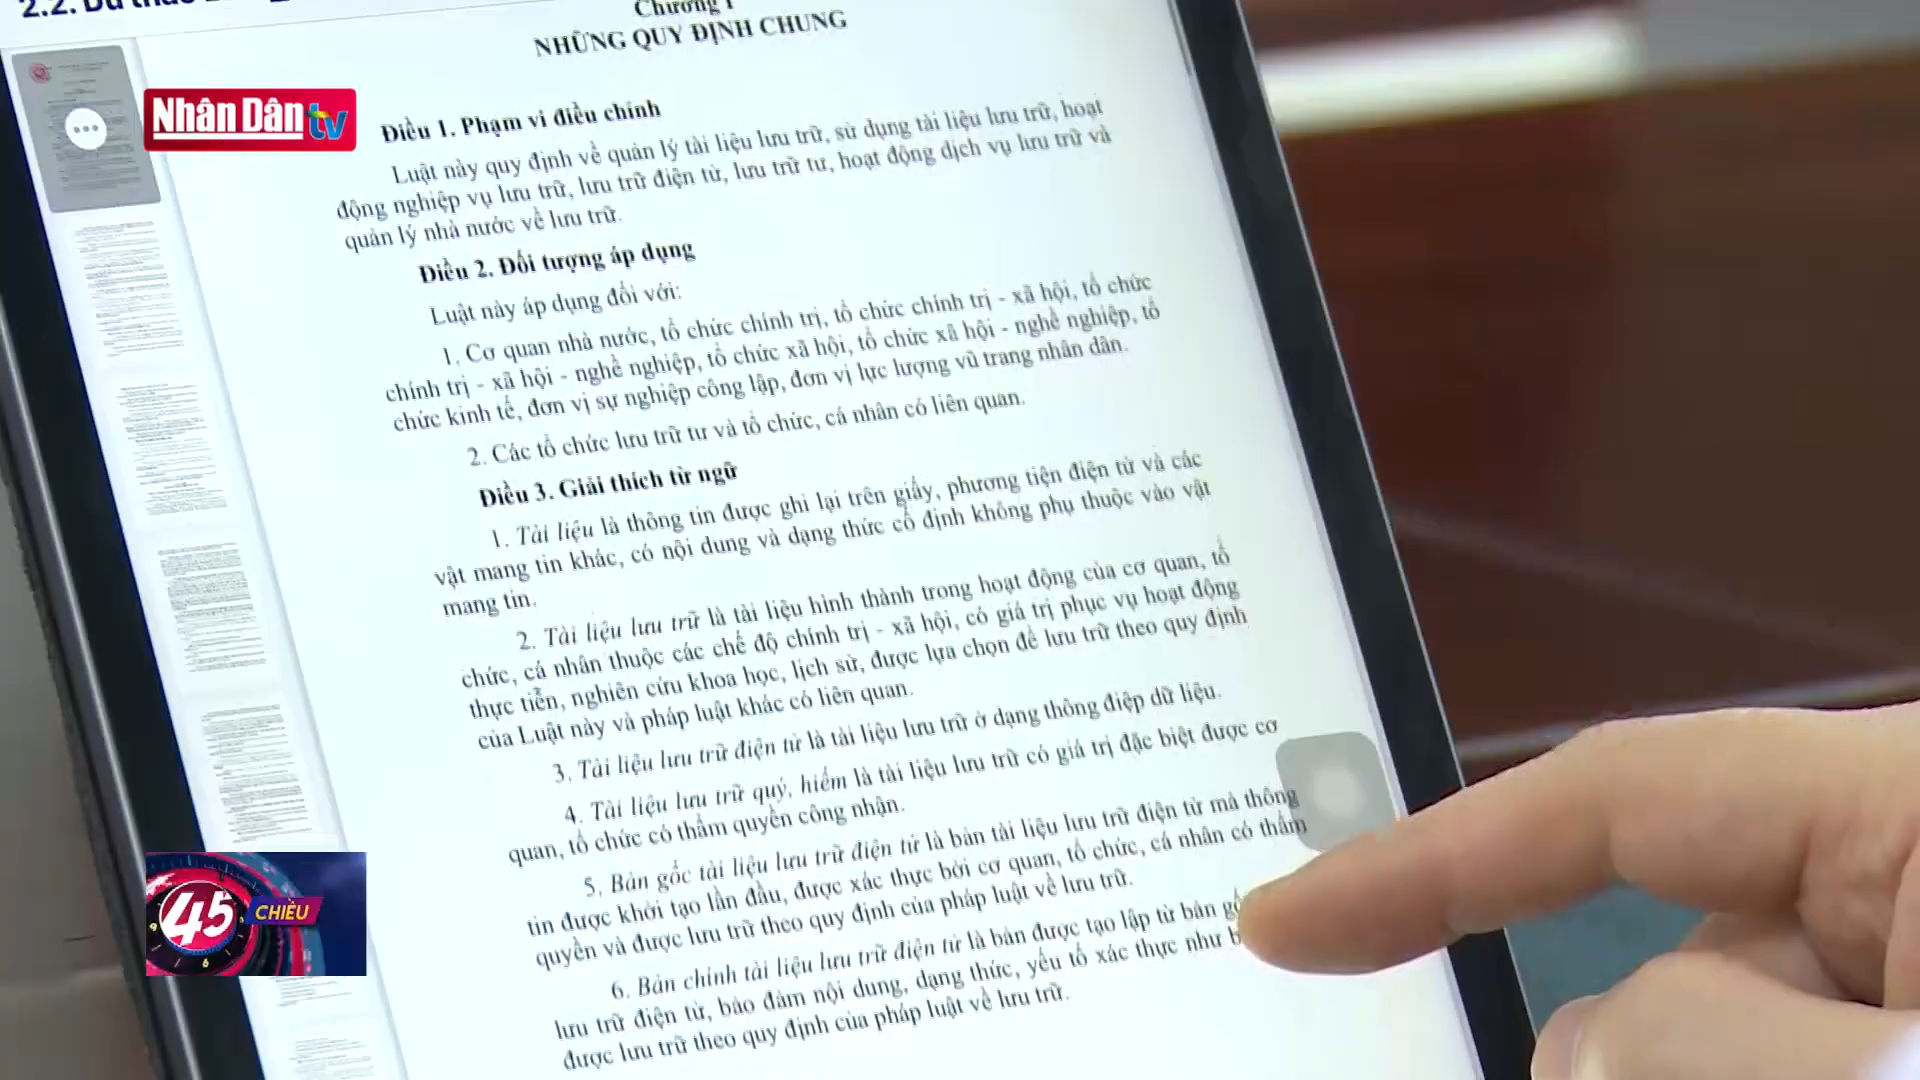 2.2.
Chương I
NHỮNG QUY ĐỊNH CHUNG
Nhân Dân tv
Điều 1. Phạm vi điều chỉnh
Luật này quy định về quản lý tài liệu lưu trữ, sử dụng tài liệu lưu trữ, hoạt
động nghiệp vụ lưu trữ, lưu trữ điện tử, lưu trữ tư, hoạt động dịch vụ lưu trữ và
quản lý nhà nước về lưu trữ.
Điều 2. Đối tượng áp dụng
Luật này áp dụng đối với:
1. Cơ quan nhà nước, tổ chức chính trị, tổ chức chính trị - xã hội, tổ chức
chính trị - xã hội - nghề nghiệp, tổ chức xã hội, tổ chức xã hội - nghề nghiệp, tổ
chức kinh tế, đơn vị sự nghiệp công lập, đơn vị lực lượng vũ trang nhân dân.
2. Các tổ chức lưu trữ tư và tổ chức, cá nhân có liên quan.
Điều 3. Giải thích từ ngữ
1. Tài liệu là thông tin được ghi lại trên giấy, phương tiện điện tử và các
vật mang tin khác, có nội dung và dạng thức cố định không phụ thuộc vào vật
mang tin.
2. Tài liệu lưu trữ là tài liệu hình thành trong hoạt động của cơ quan, tổ
chức, cá nhân thuộc các chế độ chính trị - xã hội, có giá trị phục vụ hoạt động
thực tiễn, nghiên cứu khoa học, lịch sử, được lựa chọn để lưu trữ theo quy định
của Luật này và pháp luật khác có liên quan.
3. Tài liệu lưu trữ điện tử là tài liệu lưu trữ ở dạng thông điệp dữ liệu.
4. Tài liệu lưu trữ quý, hiếm là tài liệu lưu trữ có giá trị đặc biệt được cơ
quan, tổ chức có thẩm quyền công nhận.
5. Bản gốc tài liệu lưu trữ điện tử là bản tài liệu lưu trữ điện tử mà thông
tin được khởi tạo lần đầu, được xác thực bởi cơ quan, tổ chức, cá nhân có thẩm
quyền và được lưu trữ theo quy định của pháp luật về lưu trữ.
6. Bản chính tài liệu lưu trữ điện tử là bản được tạo lập từ bản
lưu trữ điện tử, bảo đảm nội dung, dạng thức, yếu tố xác thực như
được lưu trữ theo quy định của pháp luật về lưu trữ.
45 CHIỀU
9
6